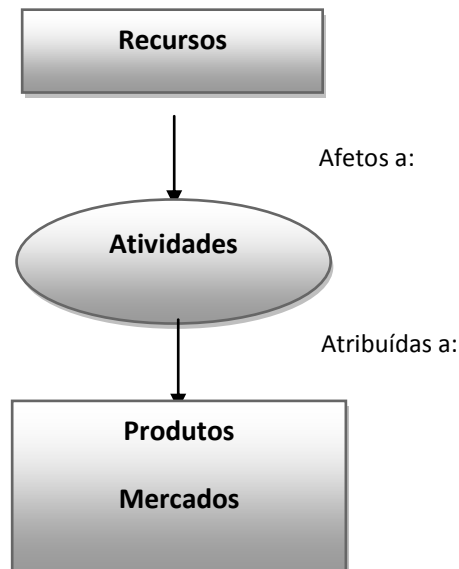 Recursos
Afetos a:
Atividades
Atribuídas a:
Produtos
Mercados